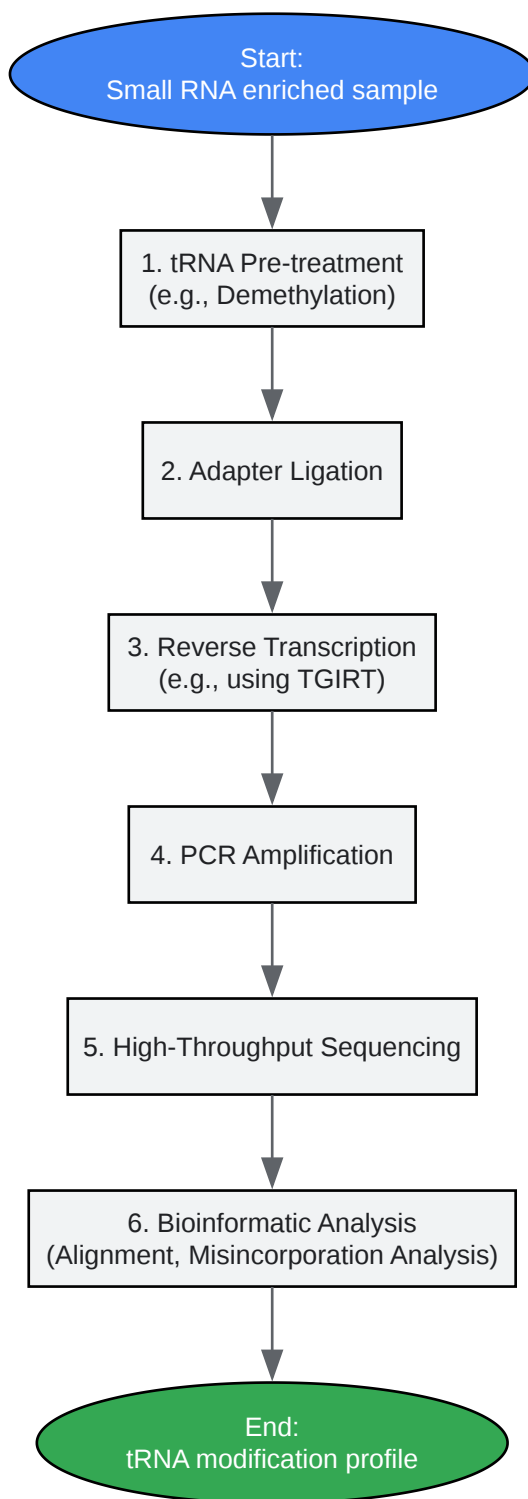 Start:
Small RNA enriched sample
1. tRNA Pre-treatment
(e.g., Demethylation)
2. Adapter Ligation
3. Reverse Transcription
(e.g., using TGIRT)
4. PCR Amplification
5. High-Throughput Sequencing
6. Bioinformatic Analysis
(Alignment, Misincorporation Analysis)
End:
tRNA modification profile